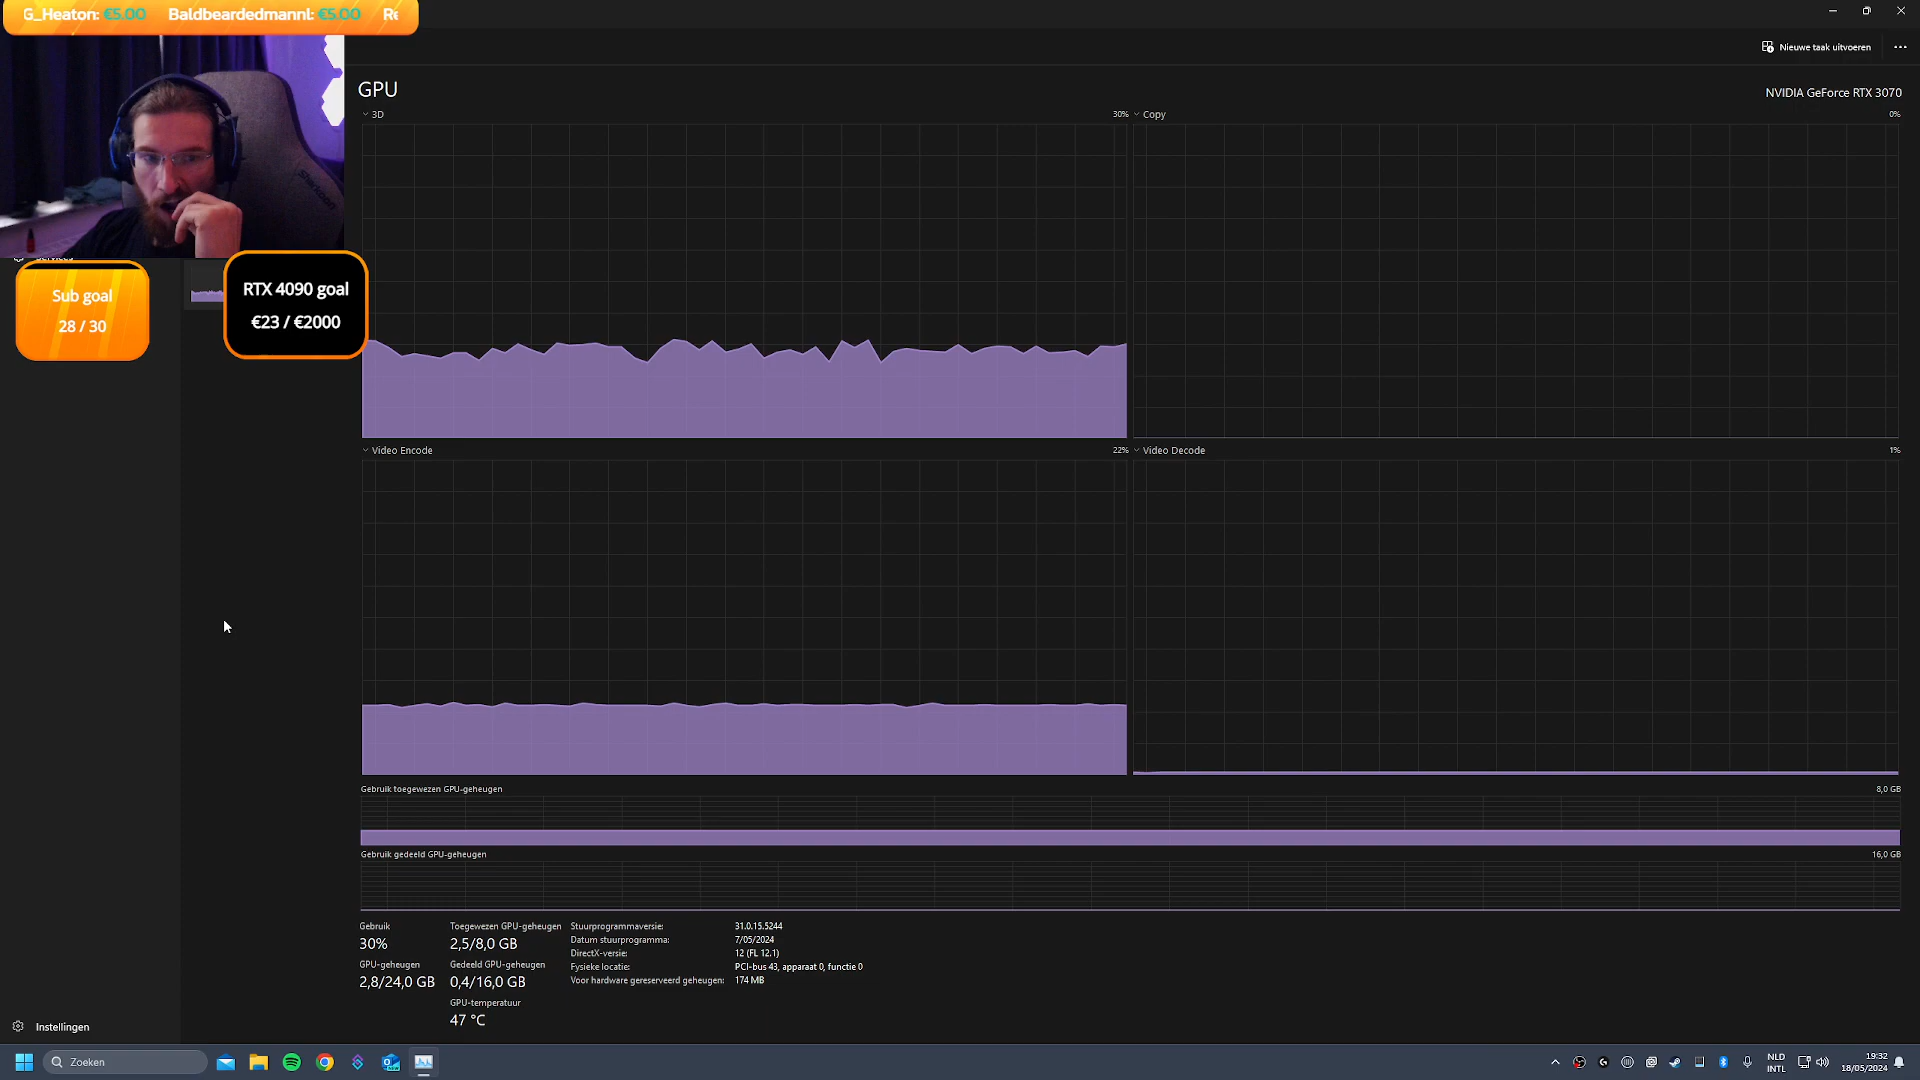 G_Heaton: €5.00 Baldbeardedmannl: €5.00
Nieuwe taak uitvoeren
GPU
NVIDIA GeForce RTX 3070
3D
30%
Copy
0%
Sub goal
28 / 30
RTX 4090 goal
€23 / €2000
Video Encode
22%
Video Decode
1%
Gebruik toegewezen GPU-geheugen
8,0 GB
Gebruik gedeeld GPU-geheugen
16,0 GB
Gebruik
30%
Toegewezen GPU-geheugen
2,5/8,0 GB
GPU-geheugen
2,8/24,0 GB
Gedeeld GPU-geheugen
0,4/16,0 GB
GPU-temperatuur
47 °C
Stuurprogrammaversie: 31.0.15.5244
Datum stuurprogramma: 7/05/2024
DirectX-versie: 12 (FL 12.1)
Fysieke locatie: PCI-bus 43, apparaat 0, functie 0
Voor hardware gereserveerd geheugen: 174 MB
Instellingen
Zoeken
NLD
INTL
19:32
18/05/2024